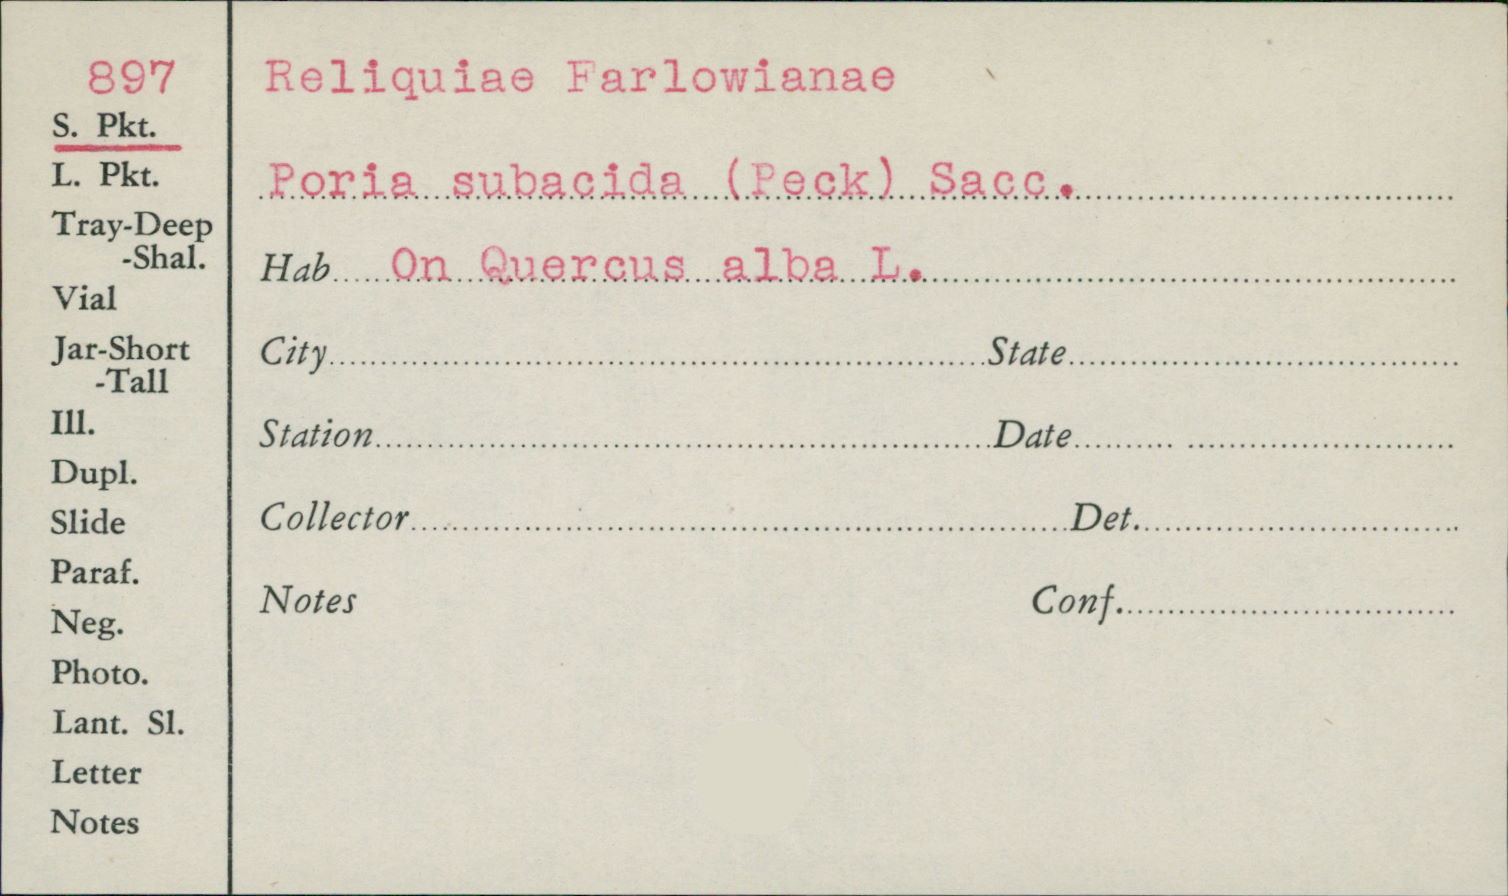 897
S. Pkt.
L. Pkt.
Tray-Deep
-Shal.
Vial
Jar-Short
-Tall
Ill.
Dupl.
Slide
Paraf.
Neg.
Photo.
Lant. Sl.
Letter
Notes
Reliquiae Farlowianae
Poria subacida (Peck) Sacc.
Hab On Quercus alba L.
City State
Station Date
Collector Det.
Notes Conf.